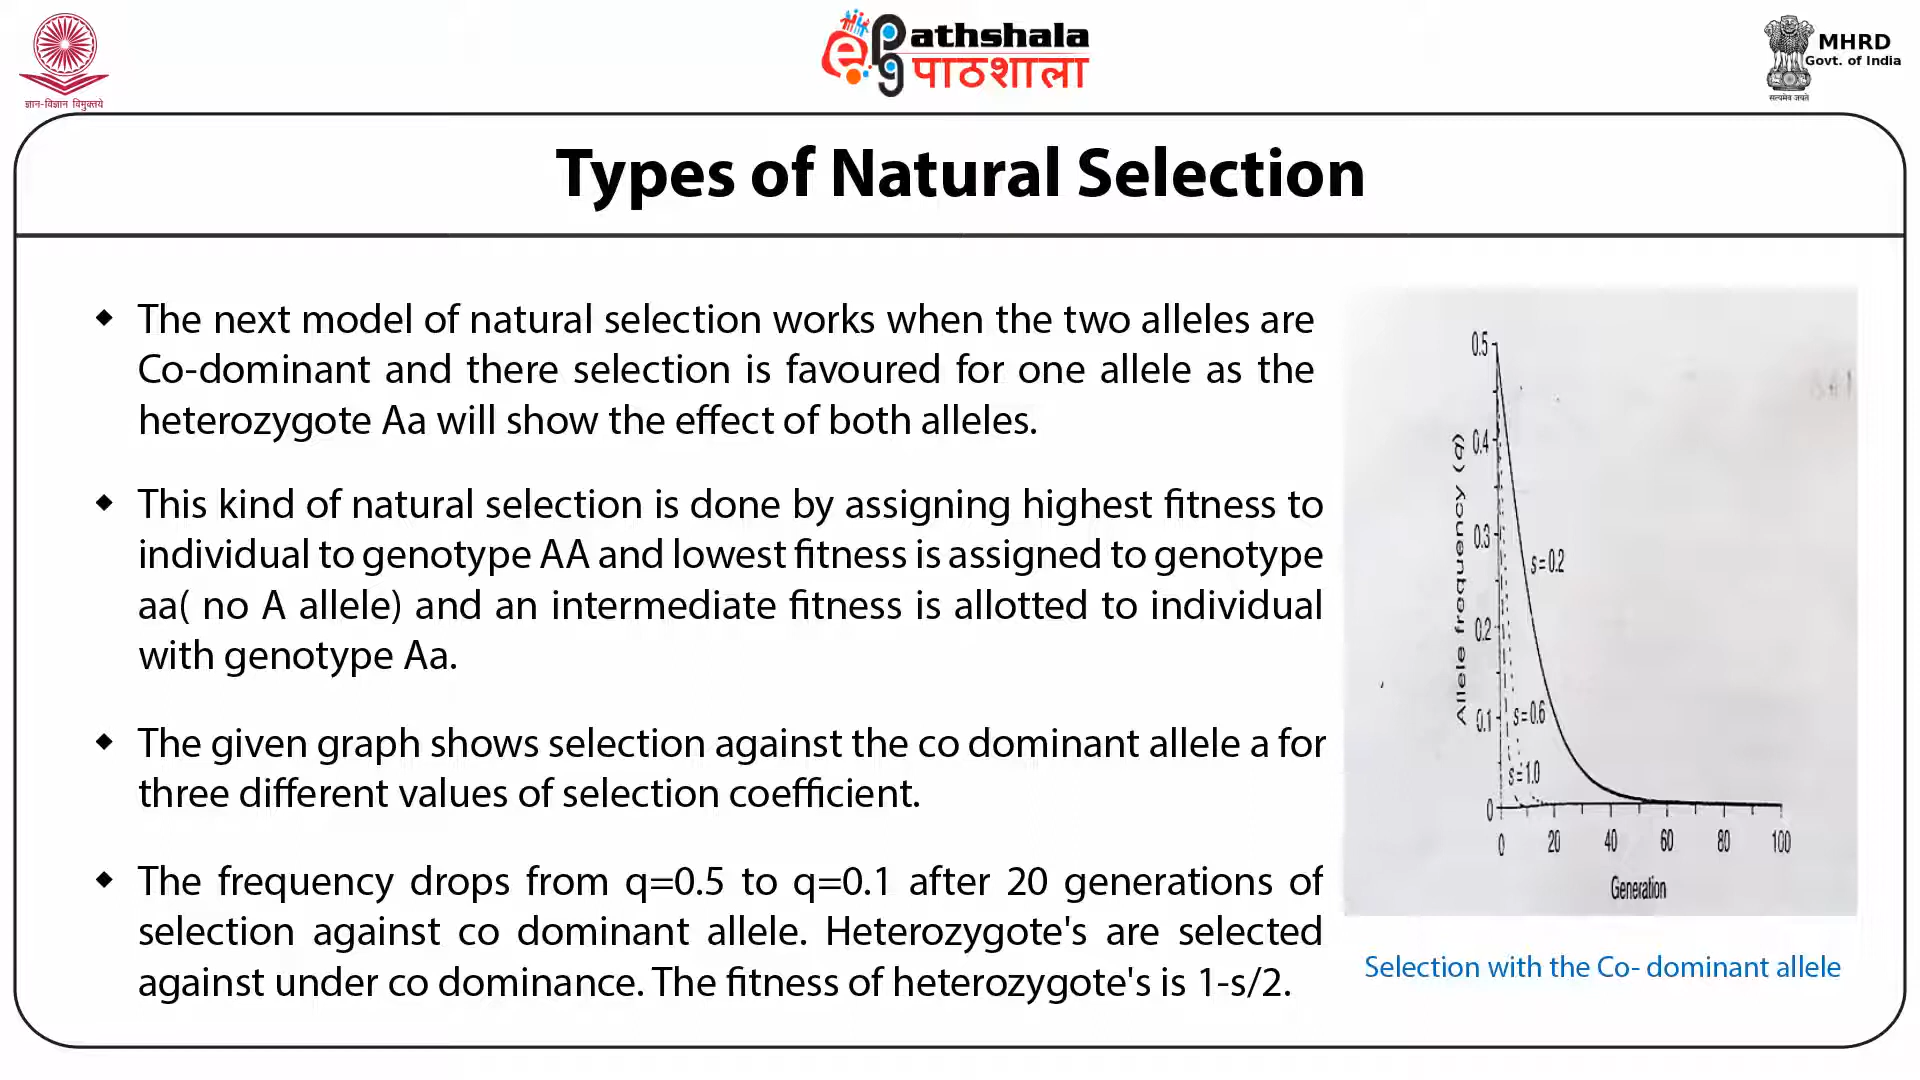 ज्ञान-विज्ञान विमुक्तये
ePG athshala
पाठशाला
MHRD
Govt. of India
सत्यमेव जयते
Types of Natural Selection
The next model of natural selection works when the two alleles are
Co-dominant and there selection is favoured for one allele as the
heterozygote Aa will show the effect of both alleles.
This kind of natural selection is done by assigning highest fitness to
individual to genotype AA and lowest fitness is assigned to genotype
aa( no A allele) and an intermediate fitness is allotted to individual
with genotype Aa.
The given graph shows selection against the co dominant allele a for
three different values of selection coefficient.
The frequency drops from q=0.5 to q=0.1 after 20 generations of
selection against co dominant allele. Heterozygote's are selected
against under co dominance. The fitness of heterozygote's is 1-s/2.
Allele frequency (q)
0.5
0.4
0.3
0.2
0.1
0
s=0.2
s=0.6
s=1.0
0 20 40 60 80 100
Generation
Selection with the Co- dominant allele